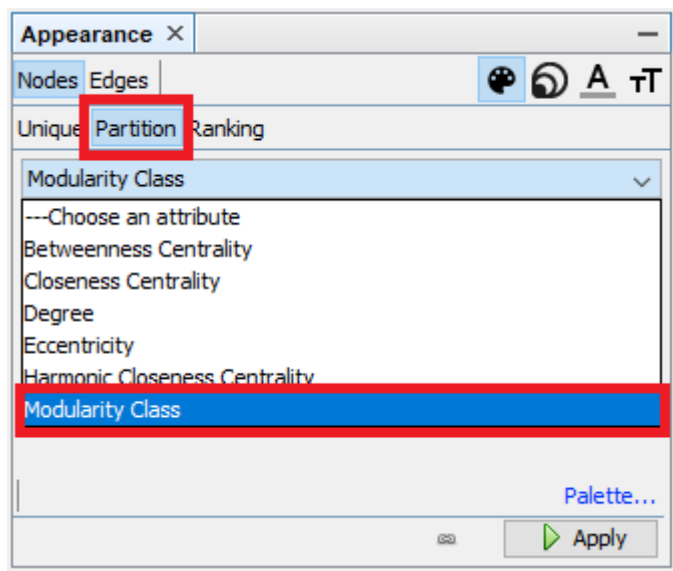 Appearance ×
Nodes Edges A TT
Unique Partition Ranking
Modularity Class
---Choose an attribute
Betweenness Centrality
Closeness Centrality
Degree
Eccentricity
Harmonic Closeness Centrality
Modularity Class
Palette...
Apply